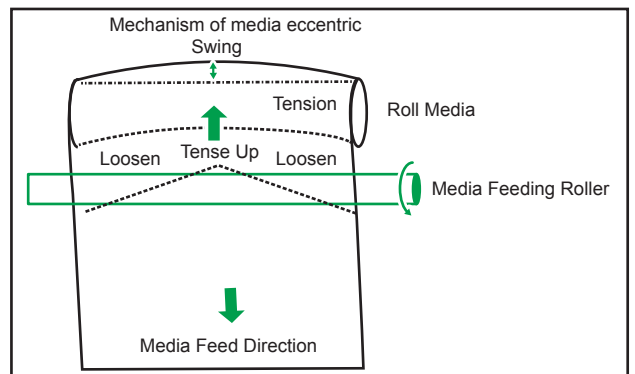 Mechanism of media eccentric
Swing
Tension
Roll Media
Loosen
Tense Up
Loosen
Media Feeding Roller
Media Feed Direction